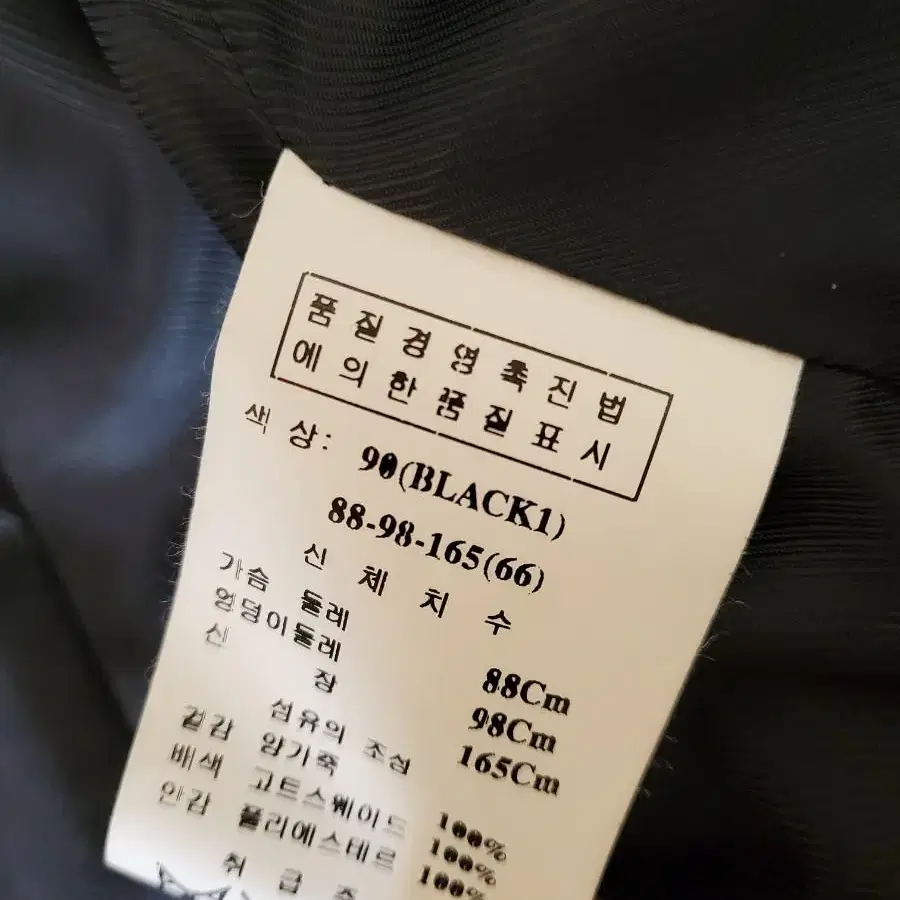 품질경영촉진법
에의한품질표시
색상: 90(BLACK1)
88-98-165(66)
신체치수
가슴둘레 88Cm
엉덩이둘레 98Cm
신장 165Cm
섬유의 조성
겉감 양가죽 100%
배색 고트스웨이드 100%
안감 폴리에스테르 100%
취급주